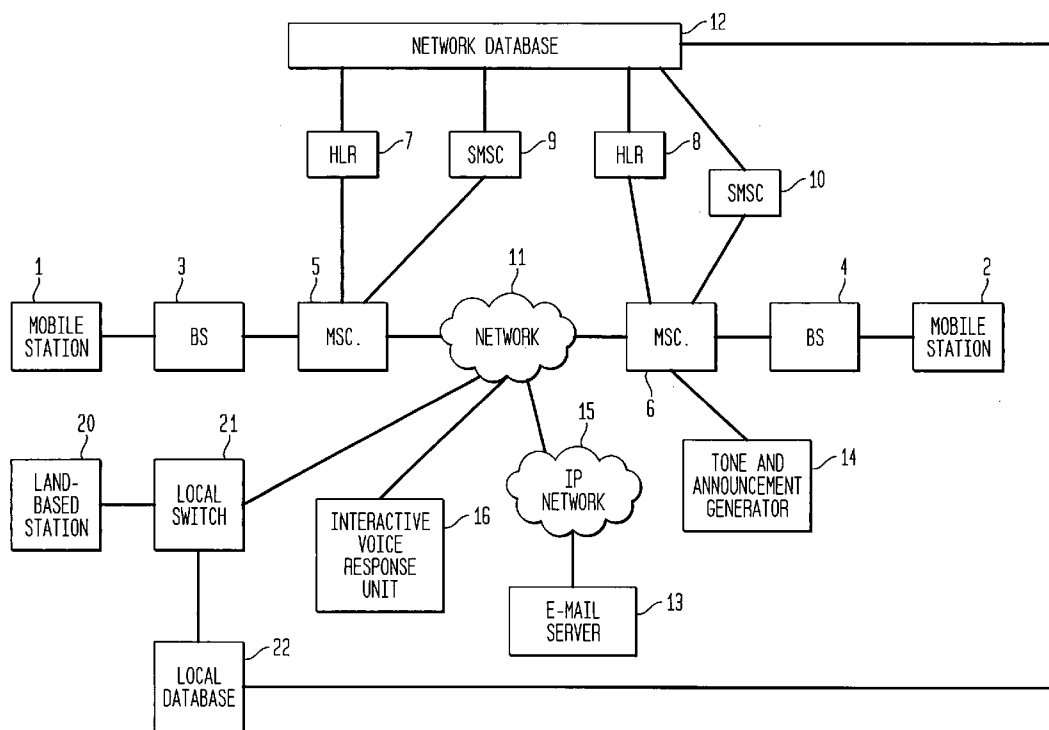 12
NETWORK DATABASE
HLR
7
SMSC
9
HLR
8
SMSC
10
1
3
5
11
4
2
MOBILE
STATION
BS
MSC.
NETWORK
MSC.
BS
MOBILE
STATION
6
20
21
15
LAND-
BASED
STATION
LOCAL
SWITCH
INTERACTIVE
VOICE
RESPONSE
UNIT
16
IP
NETWORK
TONE AND
ANNOUNCEMENT
GENERATOR
14
E-MAIL
SERVER
13
22
LOCAL
DATABASE